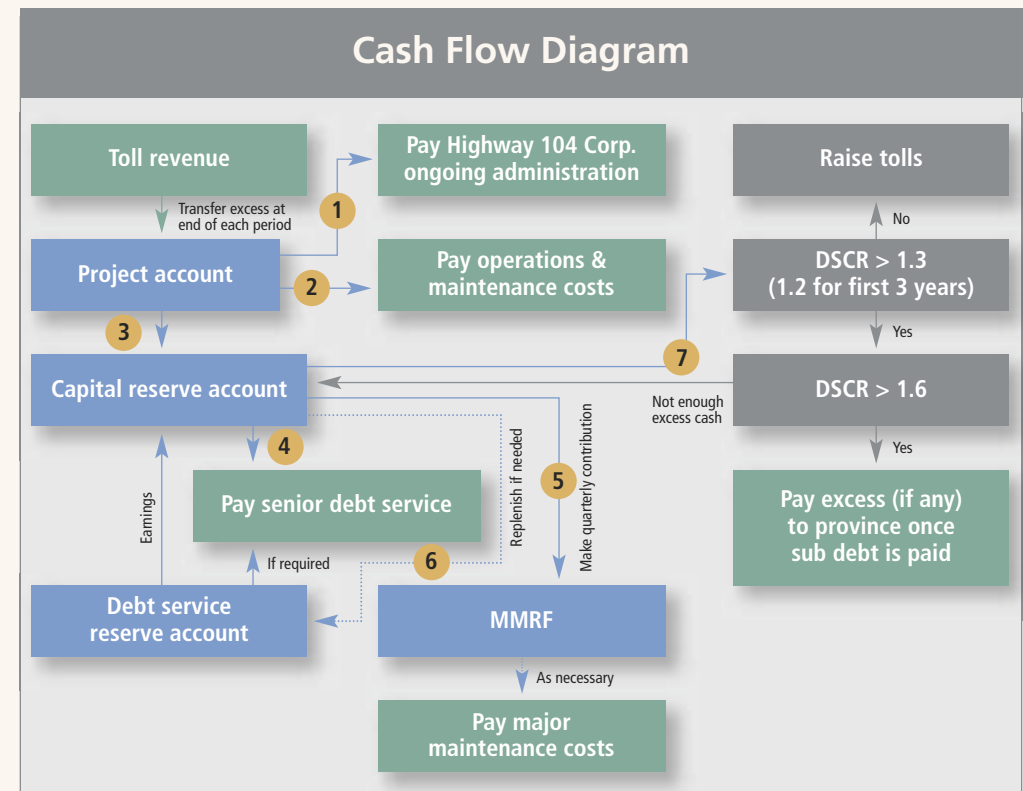 Cash Flow Diagram
Toll revenue
Transfer excess at
end of each period
1
Pay Highway 104 Corp.
ongoing administration
Raise tolls
No
Project account
2
Pay operations &
maintenance costs
DSCR > 1.3
(1.2 for first 3 years)
3
7
Yes
Capital reserve account
Not enough
excess cash
DSCR > 1.6
4
Replenish if needed
5
Make quarterly contribution
Yes
Earnings
Pay senior debt service
Pay excess (if any)
to province once
sub debt is paid
If required
6
Debt service
reserve account
MMRF
As necessary
Pay major
maintenance costs